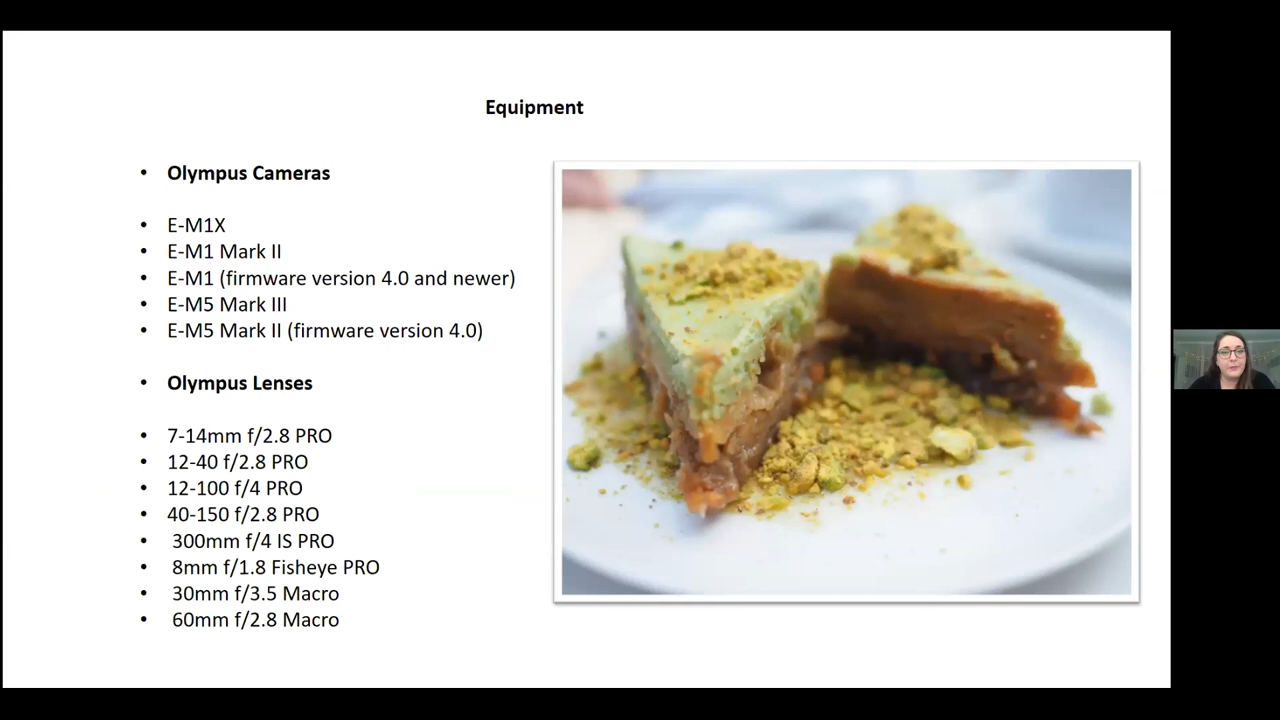 Equipment
• Olympus Cameras
• E-M1X
• E-M1 Mark II
• E-M1 (firmware version 4.0 and newer)
• E-M5 Mark III
• E-M5 Mark II (firmware version 4.0)
• Olympus Lenses
• 7-14mm f/2.8 PRO
• 12-40 f/2.8 PRO
• 12-100 f/4 PRO
• 40-150 f/2.8 PRO
• 300mm f/4 IS PRO
• 8mm f/1.8 Fisheye PRO
• 30mm f/3.5 Macro
• 60mm f/2.8 Macro